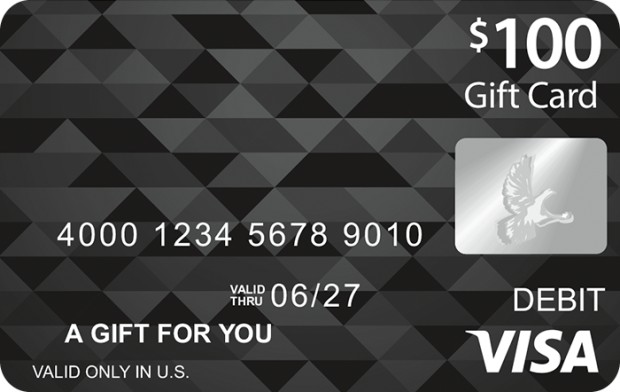 $100
Gift Card
4000 1234 5678 9010
VALID
THRU 06/27
DEBIT
A GIFT FOR YOU
VISA
VALID ONLY IN U.S.